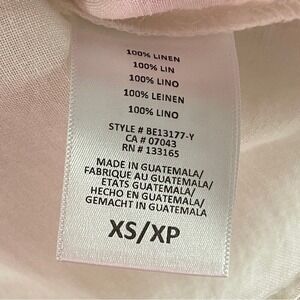 100% LINEN
100% LIN
100% LINO
100% LEINEN
100% LINO
STYLE # BE13177-Y
CA # 07043
RN # 133165
MADE IN GUATEMALA/
FABRIQUE AU GUATEMALA/
ETATS GUATEMALA/
HECHO EN GUATEMALA/
GEMACHT IN GUATEMALA
XS/XP